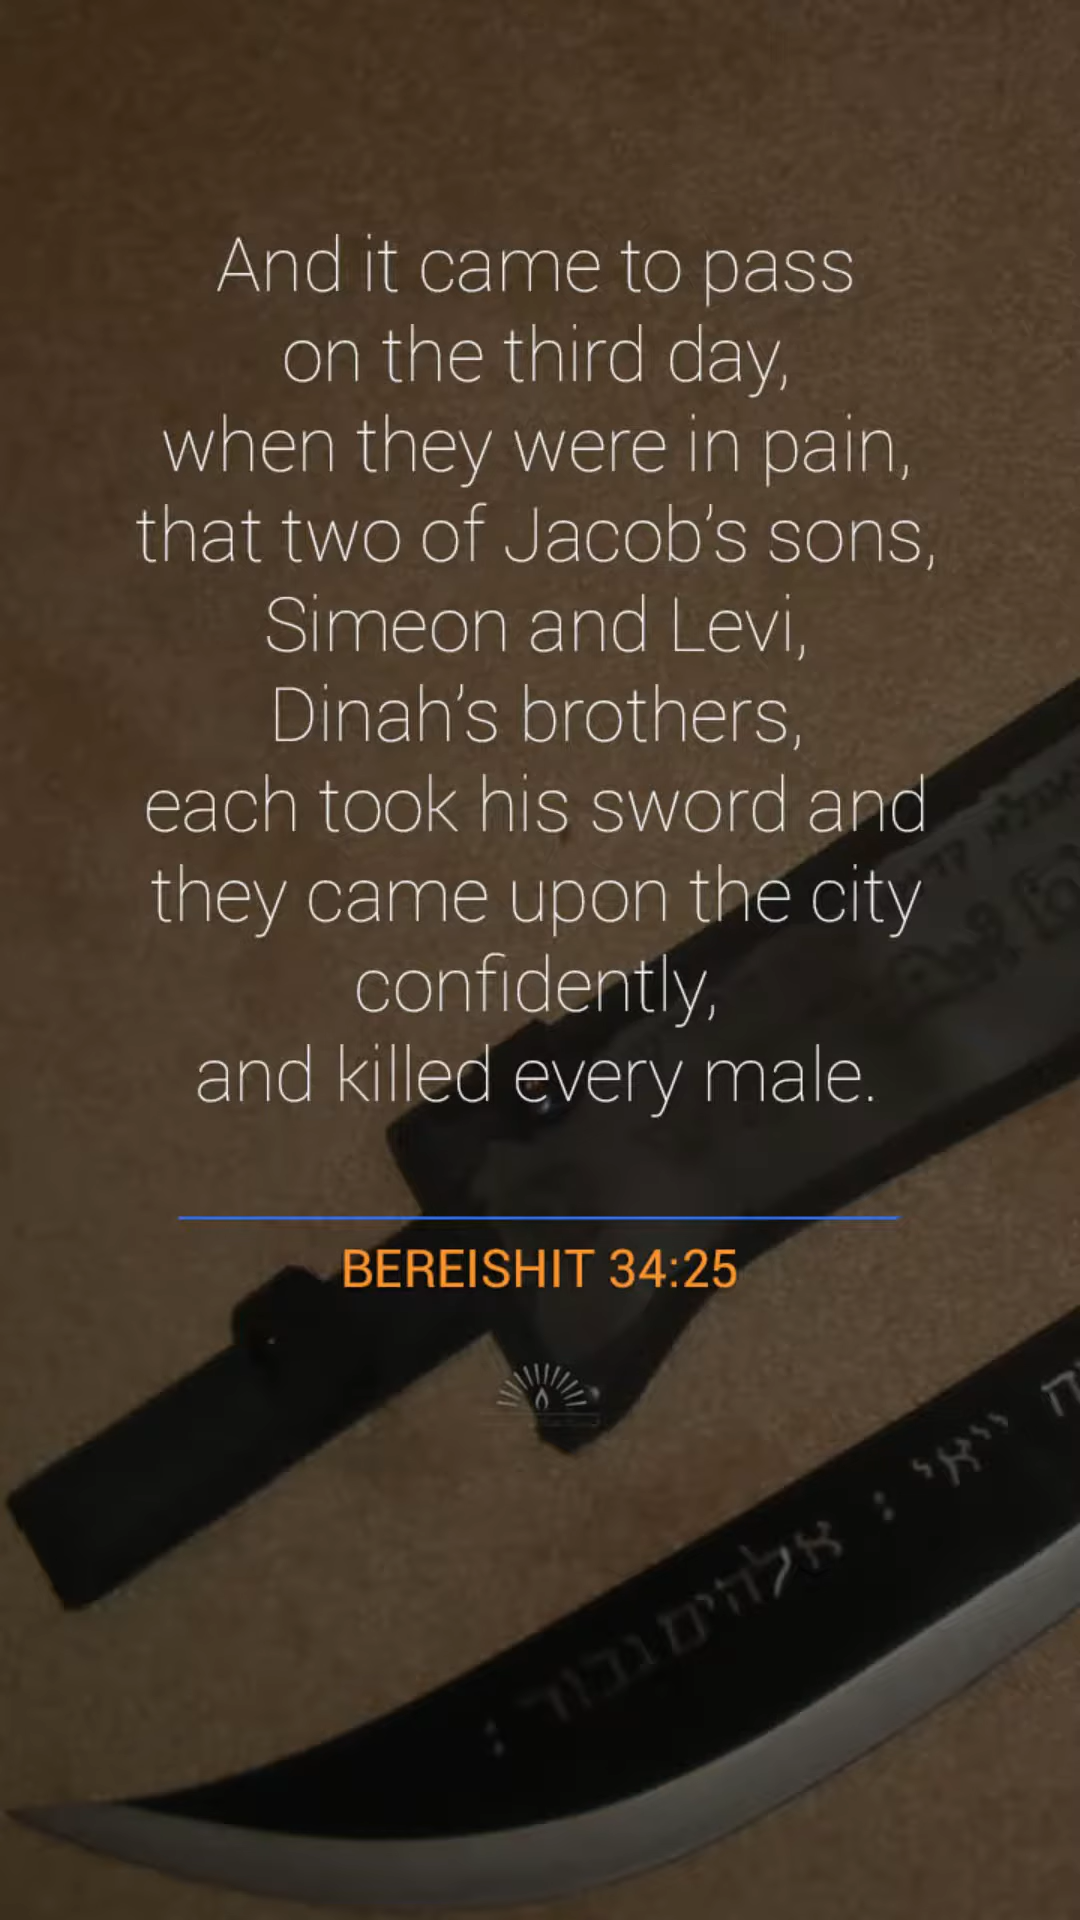 And it came to pass
on the third day,
when they were in pain,
that two of Jacob's sons,
Simeon and Levi,
Dinah's brothers,
each took his sword and
they came upon the city
confidently,
and killed every male.
BEREISHIT 34:25
אלהים גבור :